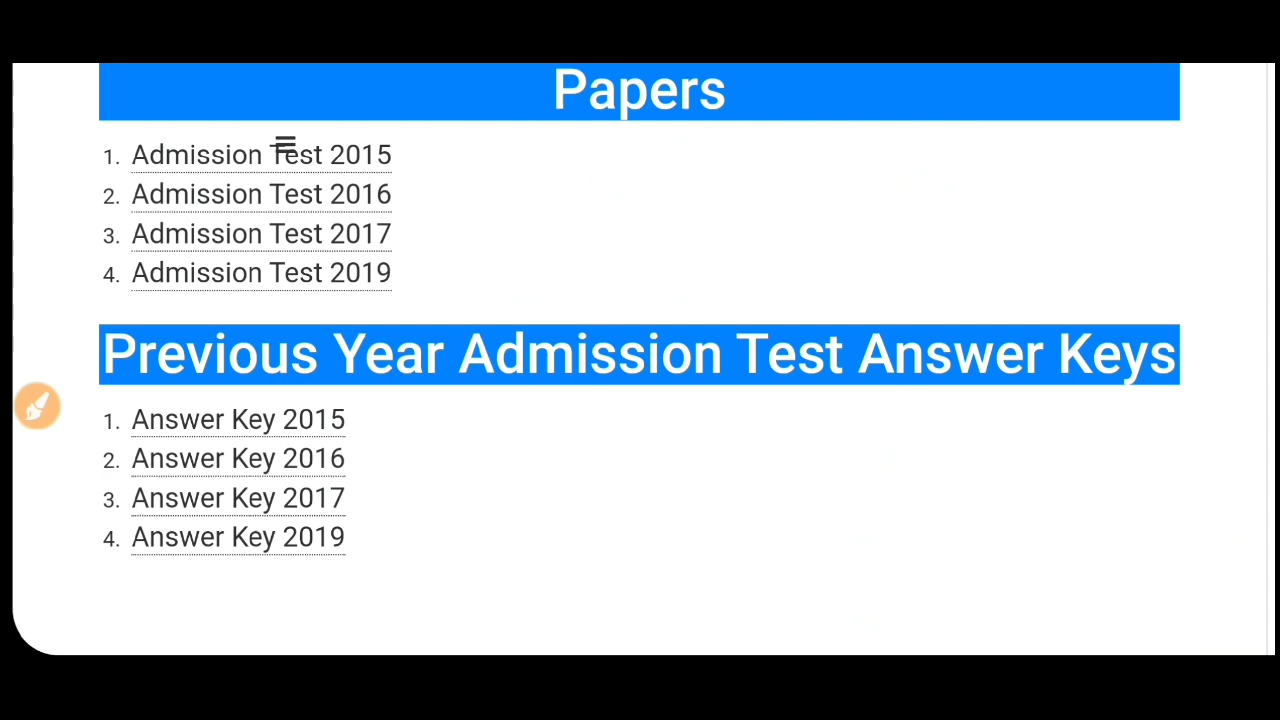 Papers
1. Admission Test 2015
2. Admission Test 2016
3. Admission Test 2017
4. Admission Test 2019
Previous Year Admission Test Answer Keys
1. Answer Key 2015
2. Answer Key 2016
3. Answer Key 2017
4. Answer Key 2019